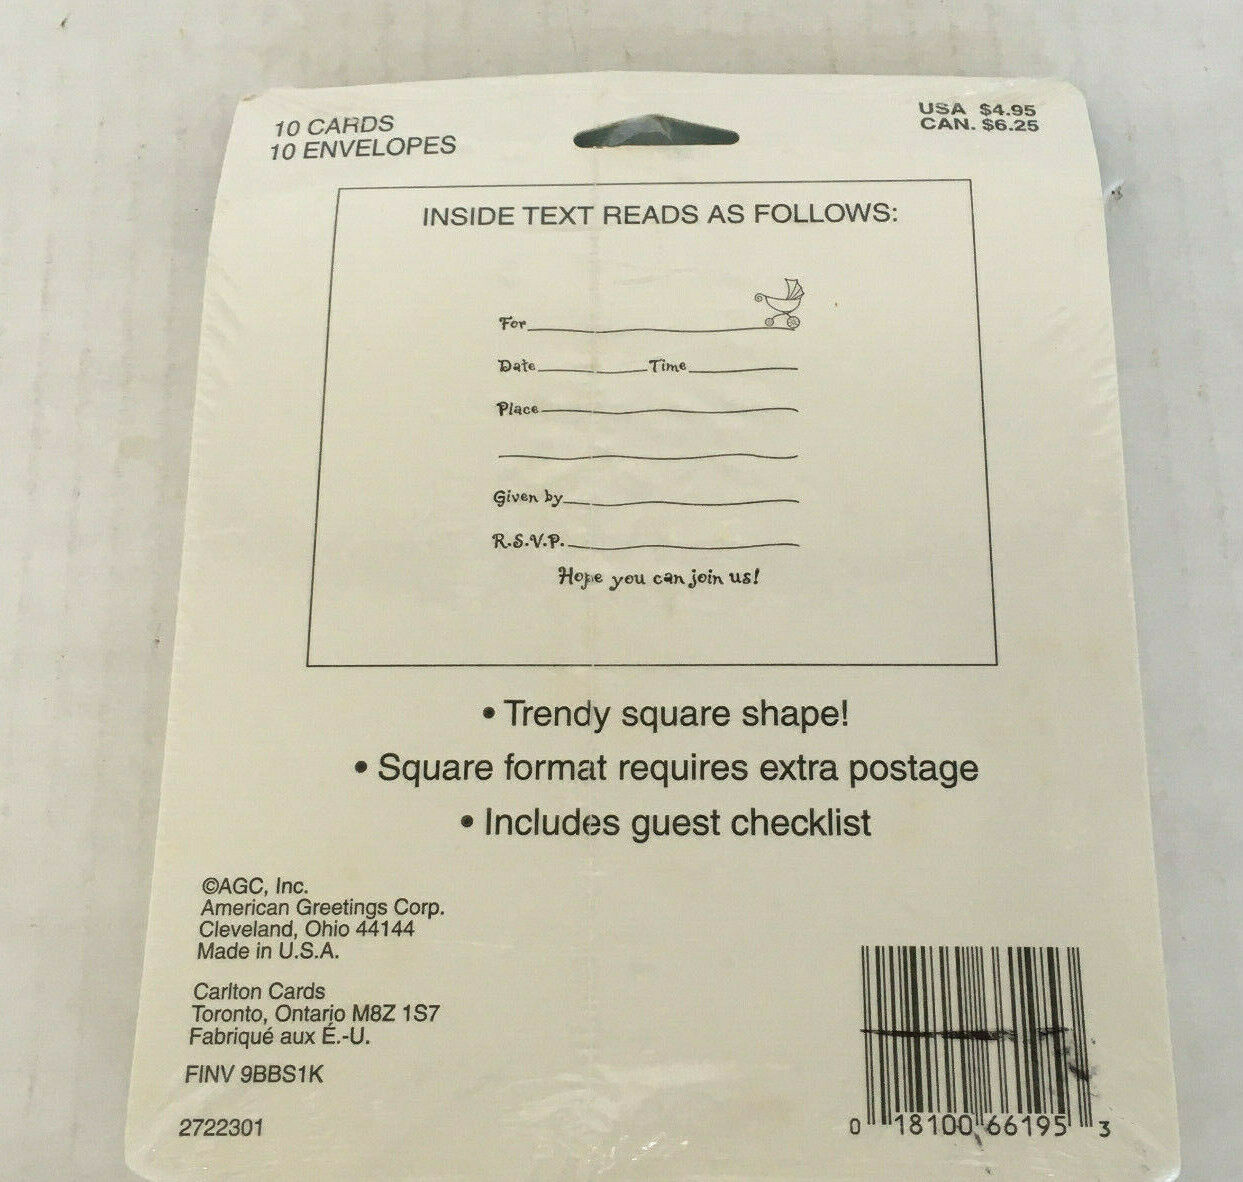 10 CARDS
10 ENVELOPES
USA $4.95
CAN. $6.25
INSIDE TEXT READS AS FOLLOWS:
For
Date Time
Place
Given by
R.S.V.P.
Hope you can join us!
• Trendy square shape!
• Square format requires extra postage
• Includes guest checklist
©AGC, Inc.
American Greetings Corp.
Cleveland, Ohio 44144
Made in U.S.A.
Carlton Cards
Toronto, Ontario M8Z 1S7
Fabriqué aux É.-U.
FINV 9BBS1K
2722301
0 18100 66195 3